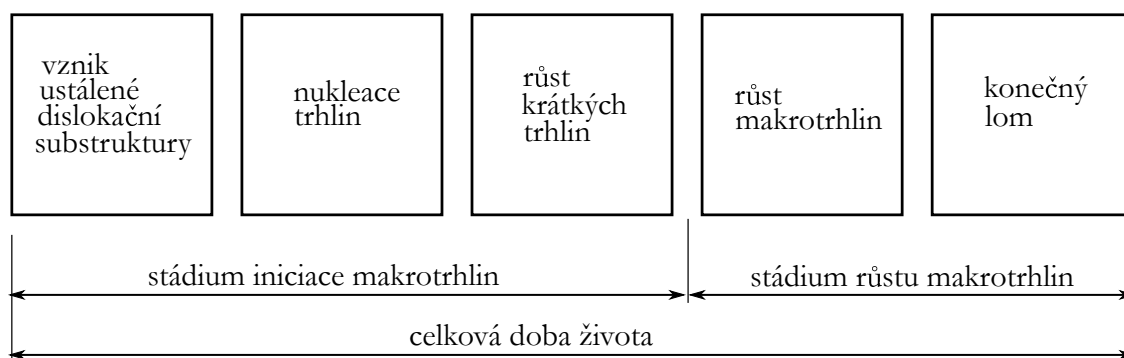 vznik
ustálené
dislokační
substruktury
nukleace
trhlin
růst
krátkých
trhlin
růst
makrotrhlin
konečný
lom
stádium iniciace makrotrhlin
stádium růstu makrotrhlin
celková doba života